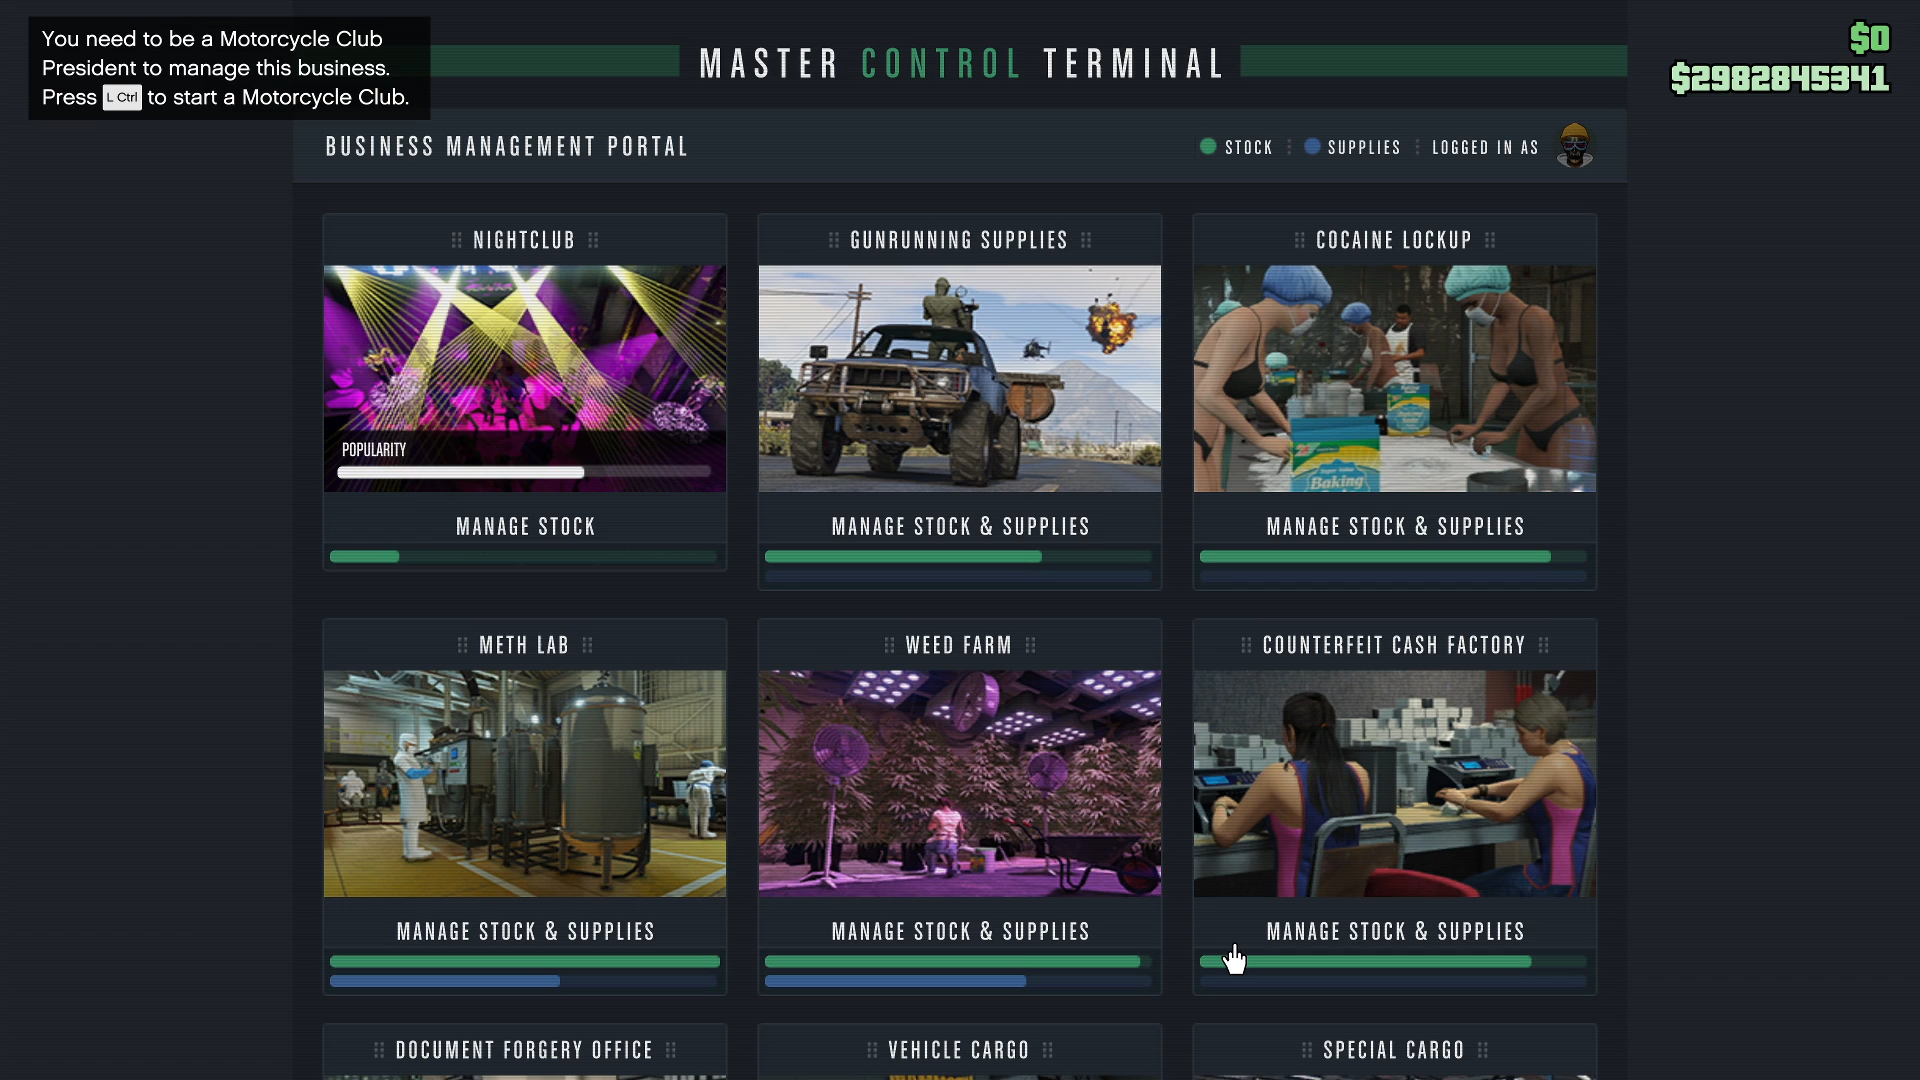 You need to be a Motorcycle Club
President to manage this business.
Press L Ctrl to start a Motorcycle Club.
MASTER CONTROL TERMINAL
$0
$2982845341
BUSINESS MANAGEMENT PORTAL
STOCK
SUPPLIES
LOGGED IN AS
NIGHTCLUB
GUNRUNNING SUPPLIES
COCAINE LOCKUP
POPULARITY
Baking
MANAGE STOCK
MANAGE STOCK & SUPPLIES
MANAGE STOCK & SUPPLIES
METH LAB
WEED FARM
COUNTERFEIT CASH FACTORY
MANAGE STOCK & SUPPLIES
MANAGE STOCK & SUPPLIES
MANAGE STOCK & SUPPLIES
DOCUMENT FORGERY OFFICE
VEHICLE CARGO
SPECIAL CARGO